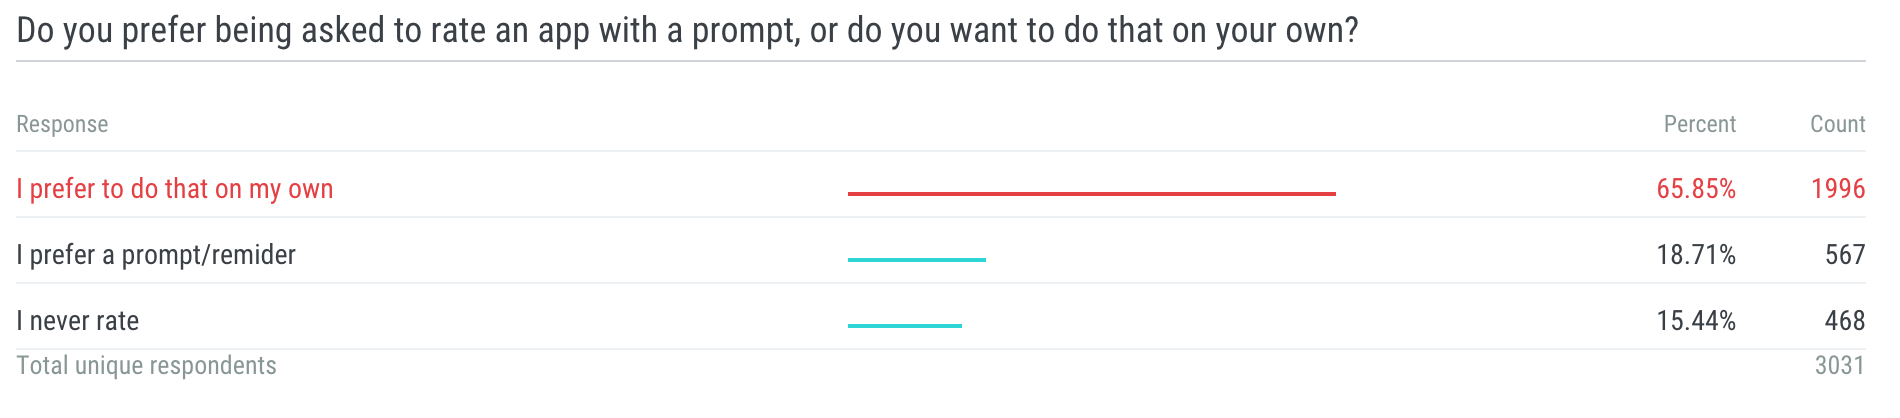 Do you prefer being asked to rate an app with a prompt, or do you want to do that on your own?
Response Percent Count
I prefer to do that on my own 65.85% 1996
I prefer a prompt/remider 18.71% 567
I never rate 15.44% 468
Total unique respondents 3031